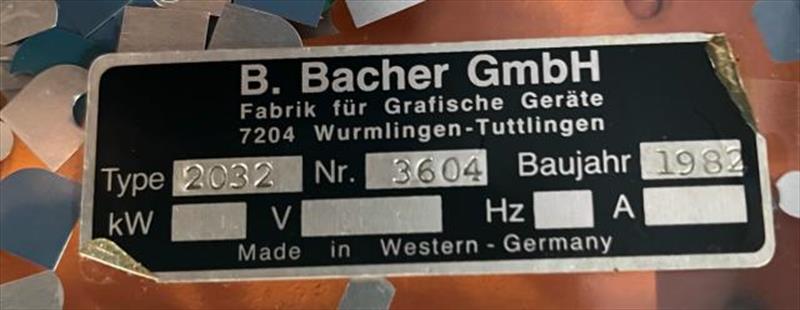 B. Bacher GmbH
Fabrik für Grafische Geräte
7204 Wurmlingen-Tuttlingen
Type 2032 Nr. 3604 Baujahr 1982
kW V Hz A
Made in Western - Germany